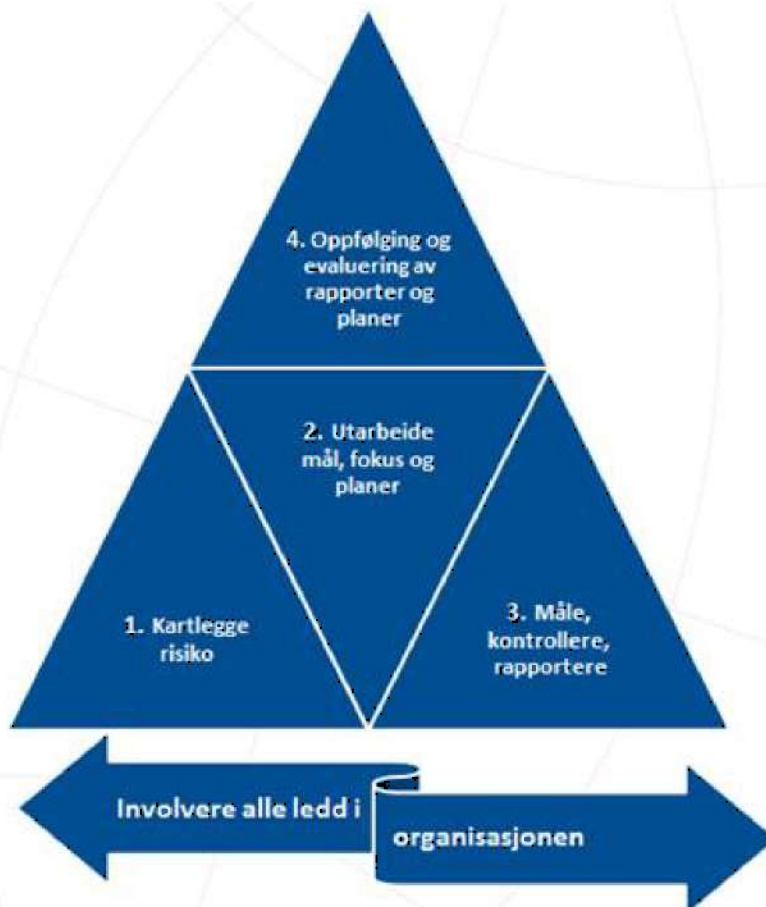 4. Oppfølging og
evaluering av
rapporter og
planer
2. Utarbeide
mål, fokus og
planer
1. Kartlegge
risiko
3. Måle,
kontrollere,
rapportere
Involvere alle ledd i
organisasjonen